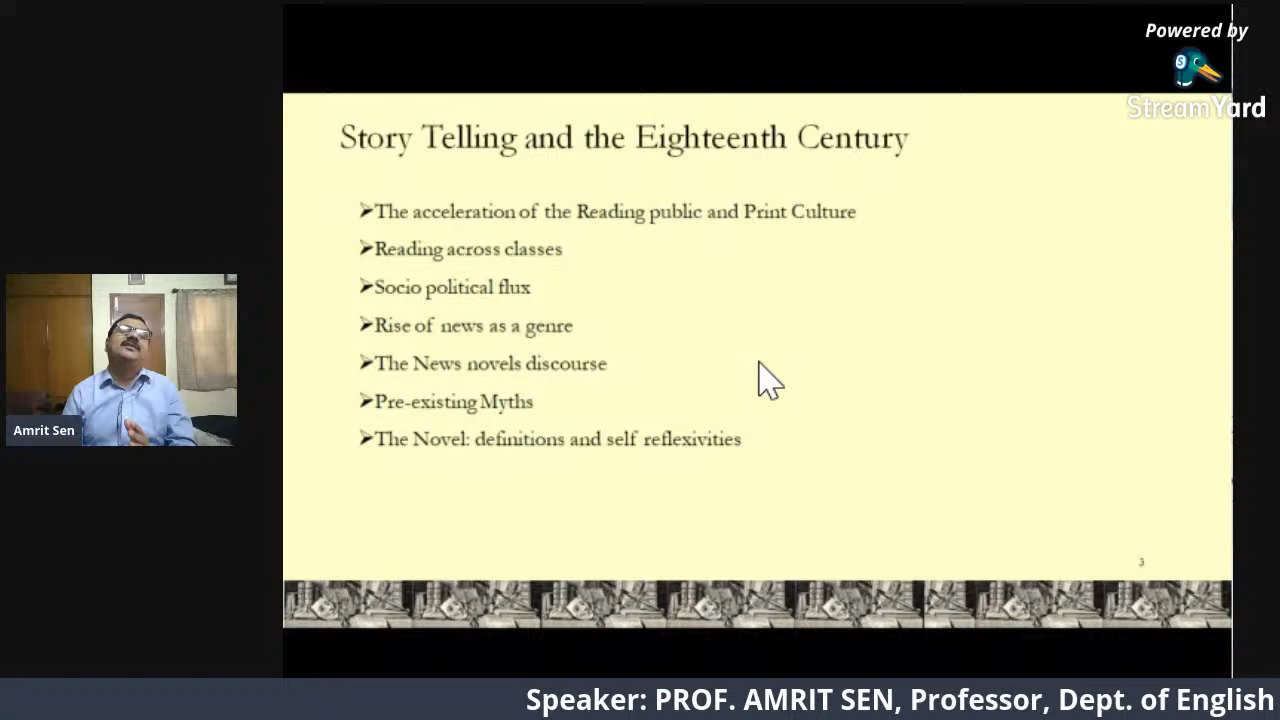 Powered by
StreamYard
Story Telling and the Eighteenth Century
➢The acceleration of the Reading public and Print Culture
➢Reading across classes
➢Socio political flux
➢Rise of news as a genre
➢The News novels discourse
➢Pre-existing Myths
➢The Novel: definitions and self reflexivities
Amrit Sen
3
Speaker: PROF. AMRIT SEN, Professor, Dept. of English